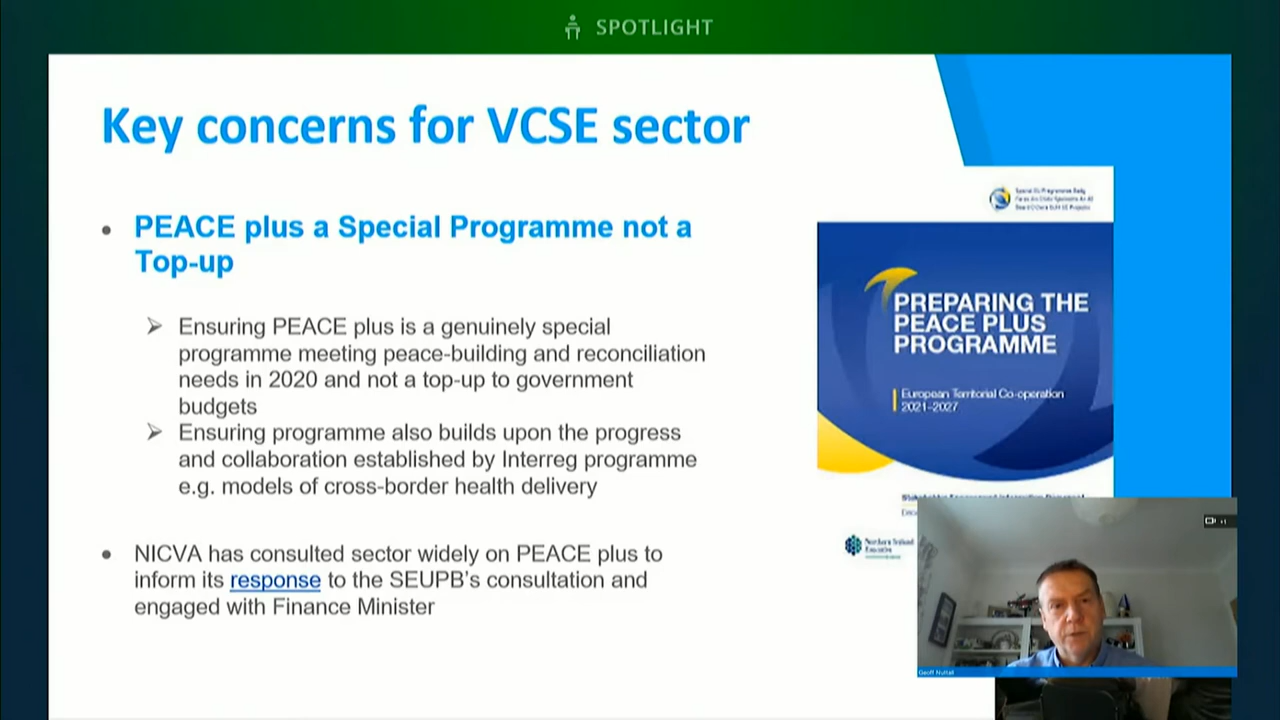 SPOTLIGHT
Key concerns for VCSE sector
PEACE plus a Special Programme not a
Top-up
Ensuring PEACE plus is a genuinely special
programme meeting peace-building and reconciliation
needs in 2020 and not a top-up to government
budgets
Ensuring programme also builds upon the progress
and collaboration established by Interreg programme
e.g. models of cross-border health delivery
NICVA has consulted sector widely on PEACE plus to
inform its response to the SEUPB's consultation and
engaged with Finance Minister
PREPARING THE
PEACE PLUS
PROGRAMME
European Territorial Co-operation
2021-2027
Northern Ireland
Executive
Geoff Nuttall